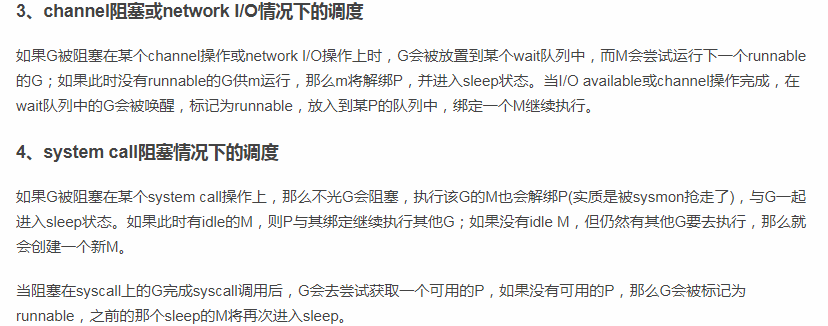 3、channel阻塞或network I/O情况下的调度
如果G被阻塞在某个channel操作或network I/O操作上时，G会被放置到某个wait队列中，而M会尝试运行下一个runnable
的G；如果此时没有runnable的G供m运行，那么m将解绑P，并进入sleep状态。当I/O available或channel操作完成，在
wait队列中的G会被唤醒，标记为runnable，放入到某P的队列中，绑定一个M继续执行。
4、system call阻塞情况下的调度
如果G被阻塞在某个system call操作上，那么不光G会阻塞，执行该G的M也会解绑P(实质是被sysmon抢走了)，与G一起
进入sleep状态。如果此时有idle的M，则P与其绑定继续执行其他G；如果没有idle M，但仍然有其他G要去执行，那么就
会创建一个新M。
当阻塞在syscall上的G完成syscall调用后，G会去尝试获取一个可用的P，如果没有可用的P，那么G会被标记为
runnable，之前的那个sleep的M将再次进入sleep。